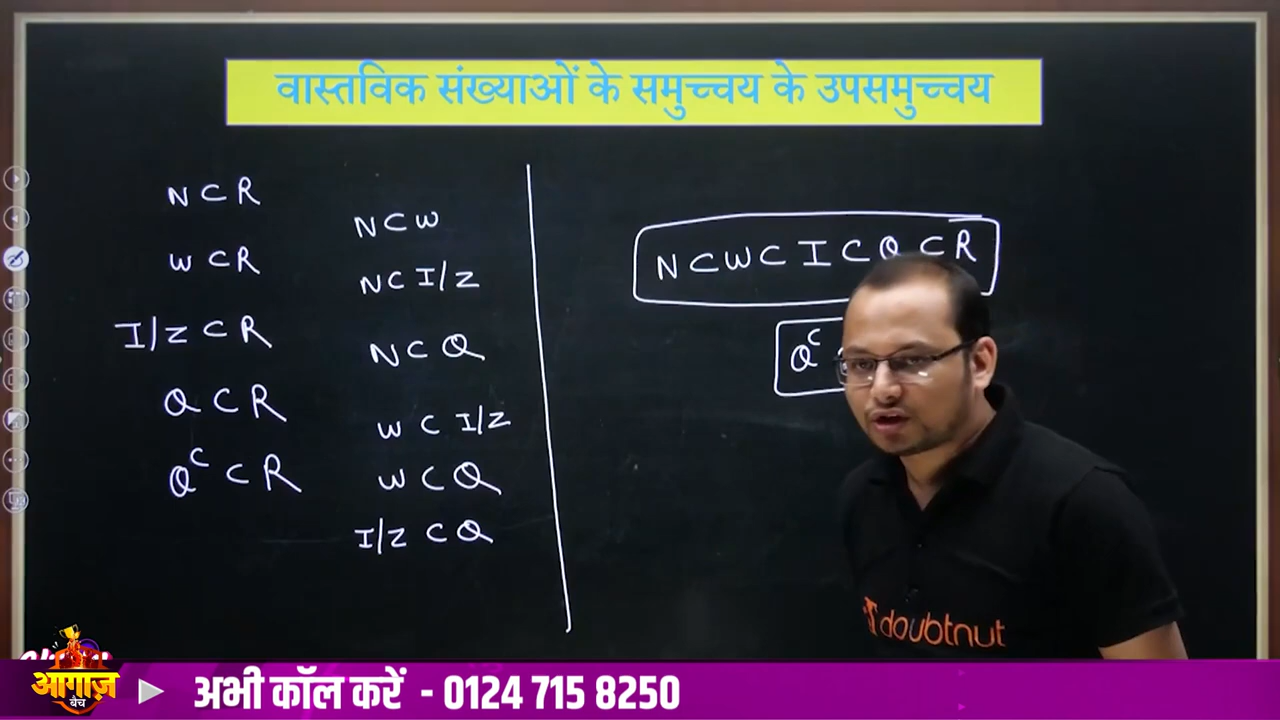 वास्तविक संख्याओं के समुच्चय के उपसमुच्चय
N ⊂ R
W ⊂ R
I/Z ⊂ R
Q ⊂ R
Q^C ⊂ R
N ⊂ W
N ⊂ I/Z
N ⊂ Q
W ⊂ I/Z
W ⊂ Q
I/Z ⊂ Q
N ⊂ W ⊂ I ⊂ Q ⊂ R
Q^C
doubtnut
आगाज़
बैच
अभी कॉल करें - 0124 715 8250